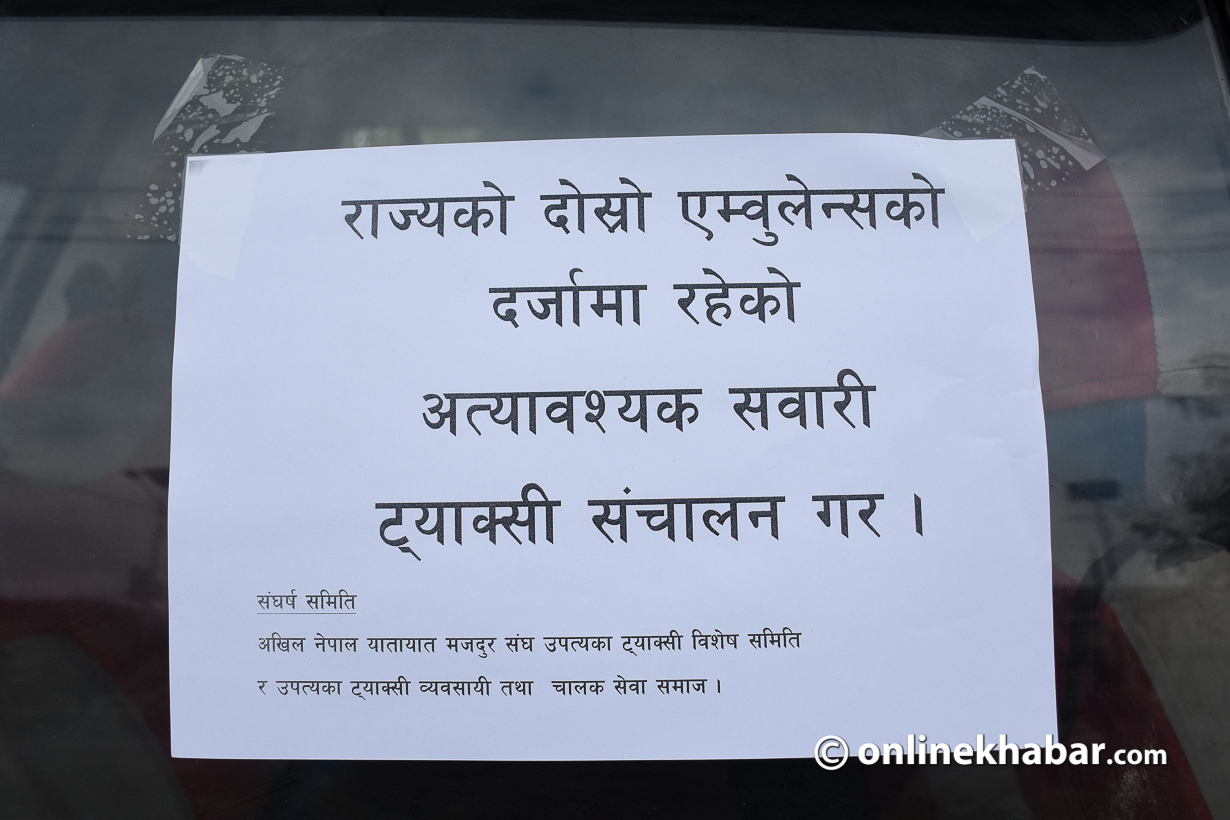 राज्यको दोस्रो एम्वुलेन्सको
दर्जामा रहेको
अत्यावश्यक सवारी
ट्याक्सी संचालन गर ।
संघर्ष समिति
अखिल नेपाल यातायात मजदुर संघ उपत्यका ट्याक्सी विशेष समिति
र उपत्यका ट्याक्सी व्यवसायी तथा चालक सेवा समाज ।
© onlinekhabar.com